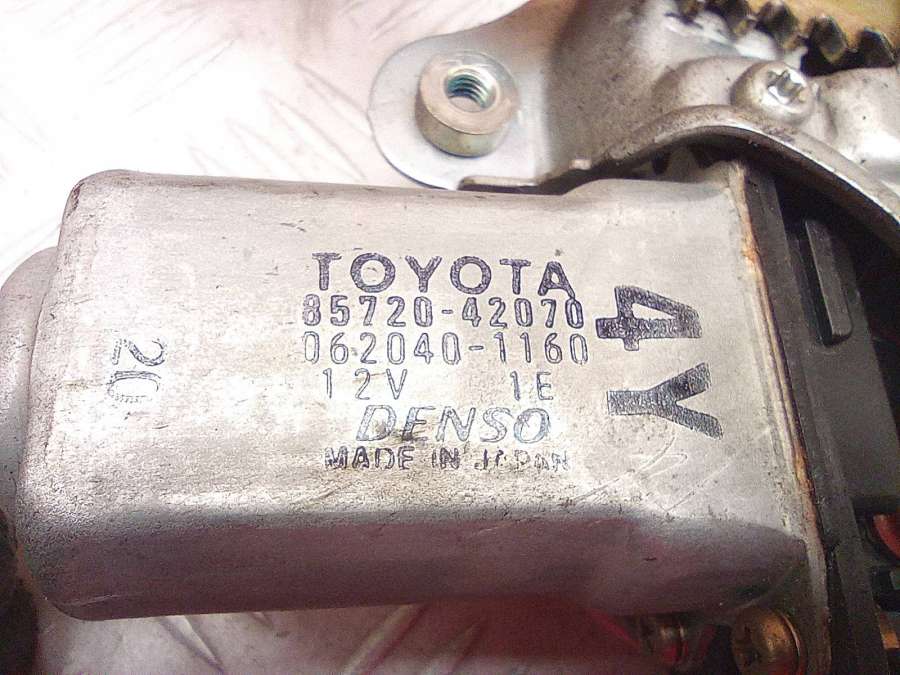 TOYOTA
85720-42070
062040-1160
12V 1E
DENSO
MADE IN JAPAN
4Y
20